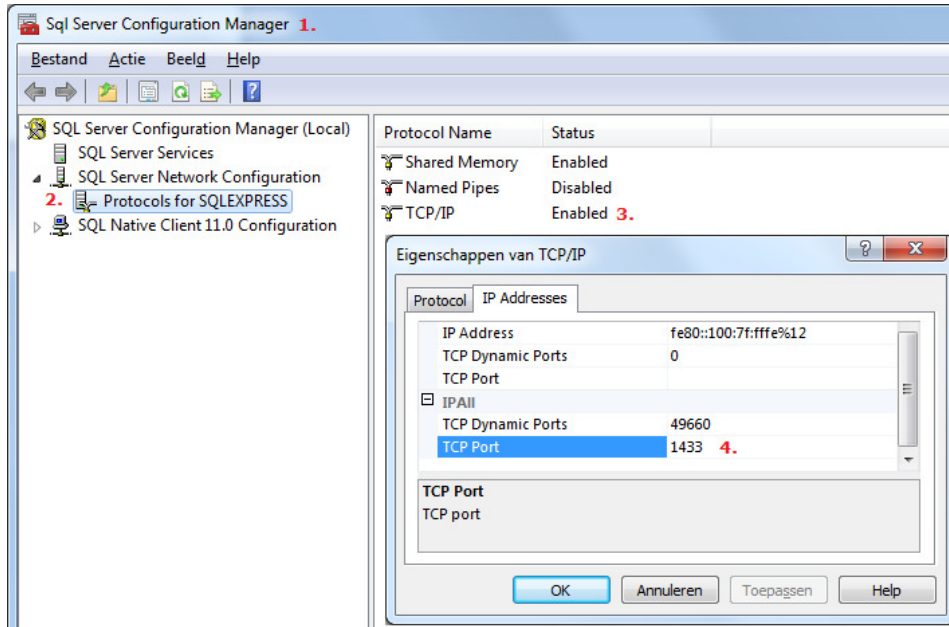 Sql Server Configuration Manager 1.
Bestand Actie Beeld Help
SQL Server Configuration Manager (Local)
SQL Server Services
SQL Server Network Configuration
2. Protocols for SQLEXPRESS
SQL Native Client 11.0 Configuration
Protocol Name Status
Shared Memory Enabled
Named Pipes Disabled
TCP/IP Enabled 3.
Eigenschappen van TCP/IP
Protocol IP Addresses
IP Address fe80::100:7f:fffe%12
TCP Dynamic Ports 0
TCP Port
IPAll
TCP Dynamic Ports 49660
TCP Port 1433 4.
TCP Port
TCP port
OK Annuleren Toepassen Help